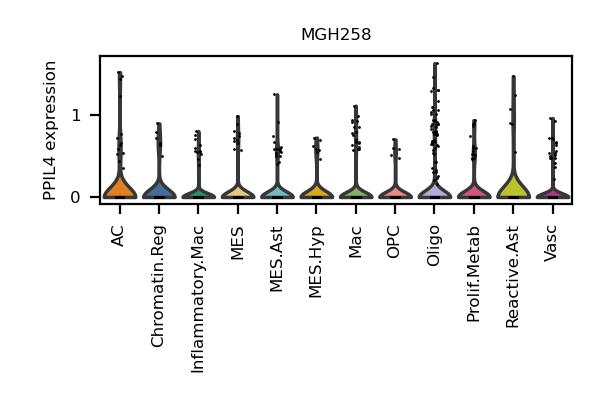 MGH258
PPIL4 expression
1
0
AC
Chromatin.Reg
Inflammatory.Mac
MES
MES.Ast
MES.Hyp
Mac
OPC
Oligo
Prolif.Metab
Reactive.Ast
Vasc